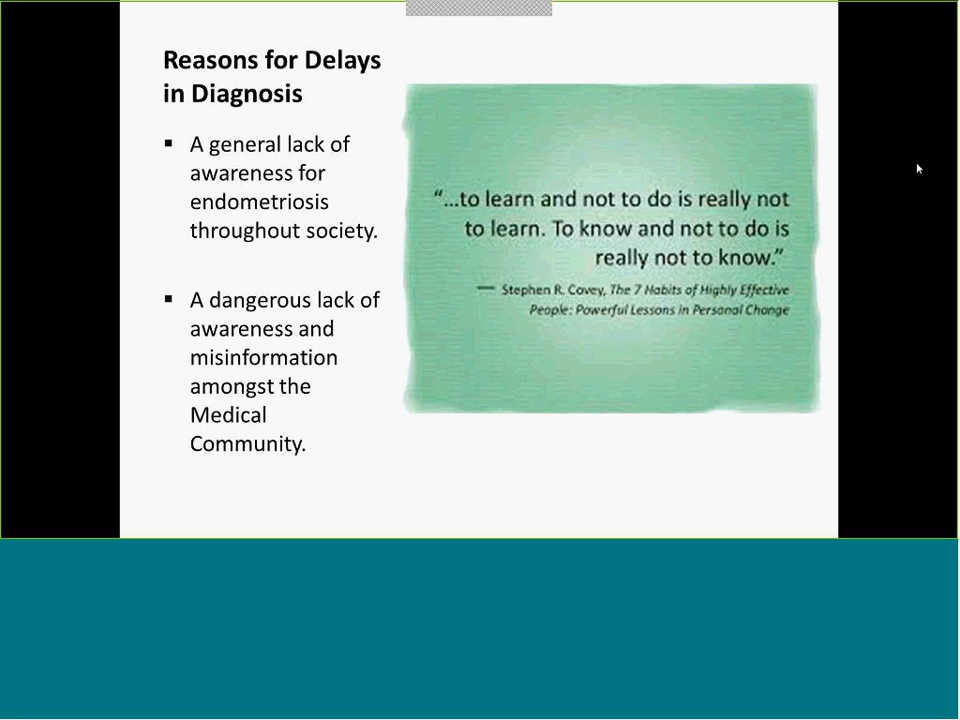 Reasons for Delays
in Diagnosis
▪ A general lack of
awareness for
endometriosis
throughout society.
▪ A dangerous lack of
awareness and
misinformation
amongst the
Medical
Community.
“...to learn and not to do is really not
to learn. To know and not to do is
really not to know.”
— Stephen R. Covey, The 7 Habits of Highly Effective
People: Powerful Lessons in Personal Change